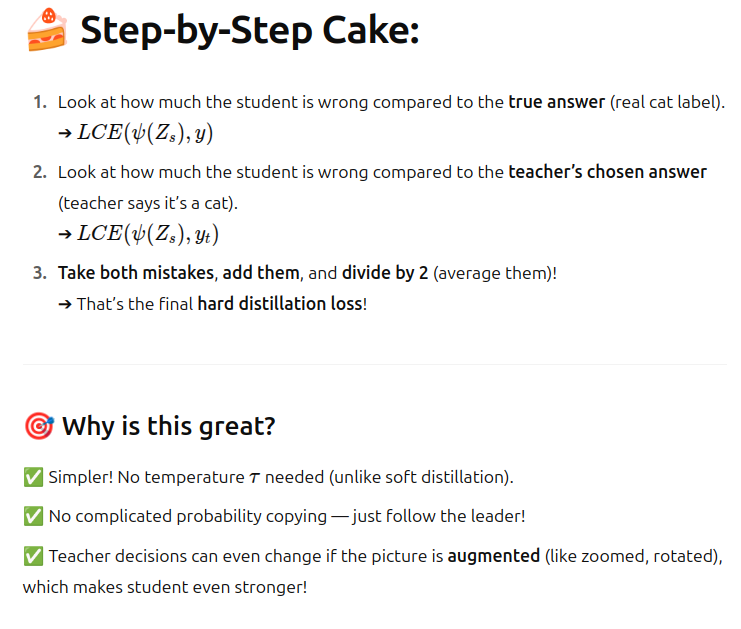 🍰 Step-by-Step Cake:
1. Look at how much the student is wrong compared to the true answer (real cat label).
→ LCE(ψ(Zₛ), y)
2. Look at how much the student is wrong compared to the teacher’s chosen answer
(teacher says it’s a cat).
→ LCE(ψ(Zₛ), yₜ)
3. Take both mistakes, add them, and divide by 2 (average them)!
→ That’s the final hard distillation loss!
🎯 Why is this great?
✅ Simpler! No temperature τ needed (unlike soft distillation).
✅ No complicated probability copying — just follow the leader!
✅ Teacher decisions can even change if the picture is augmented (like zoomed, rotated),
which makes student even stronger!